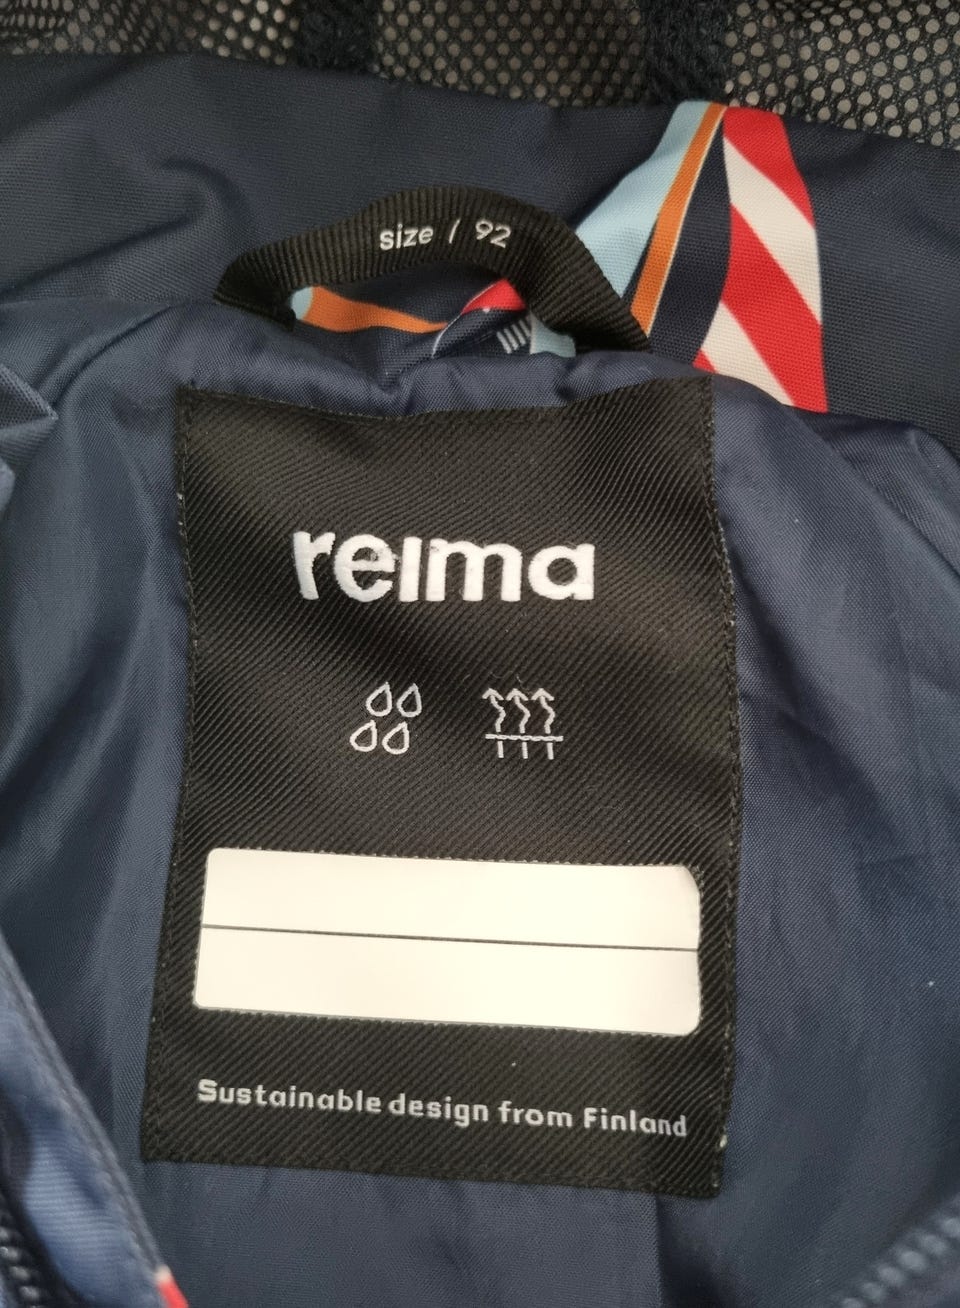 size / 92
reima
Sustainable design from Finland